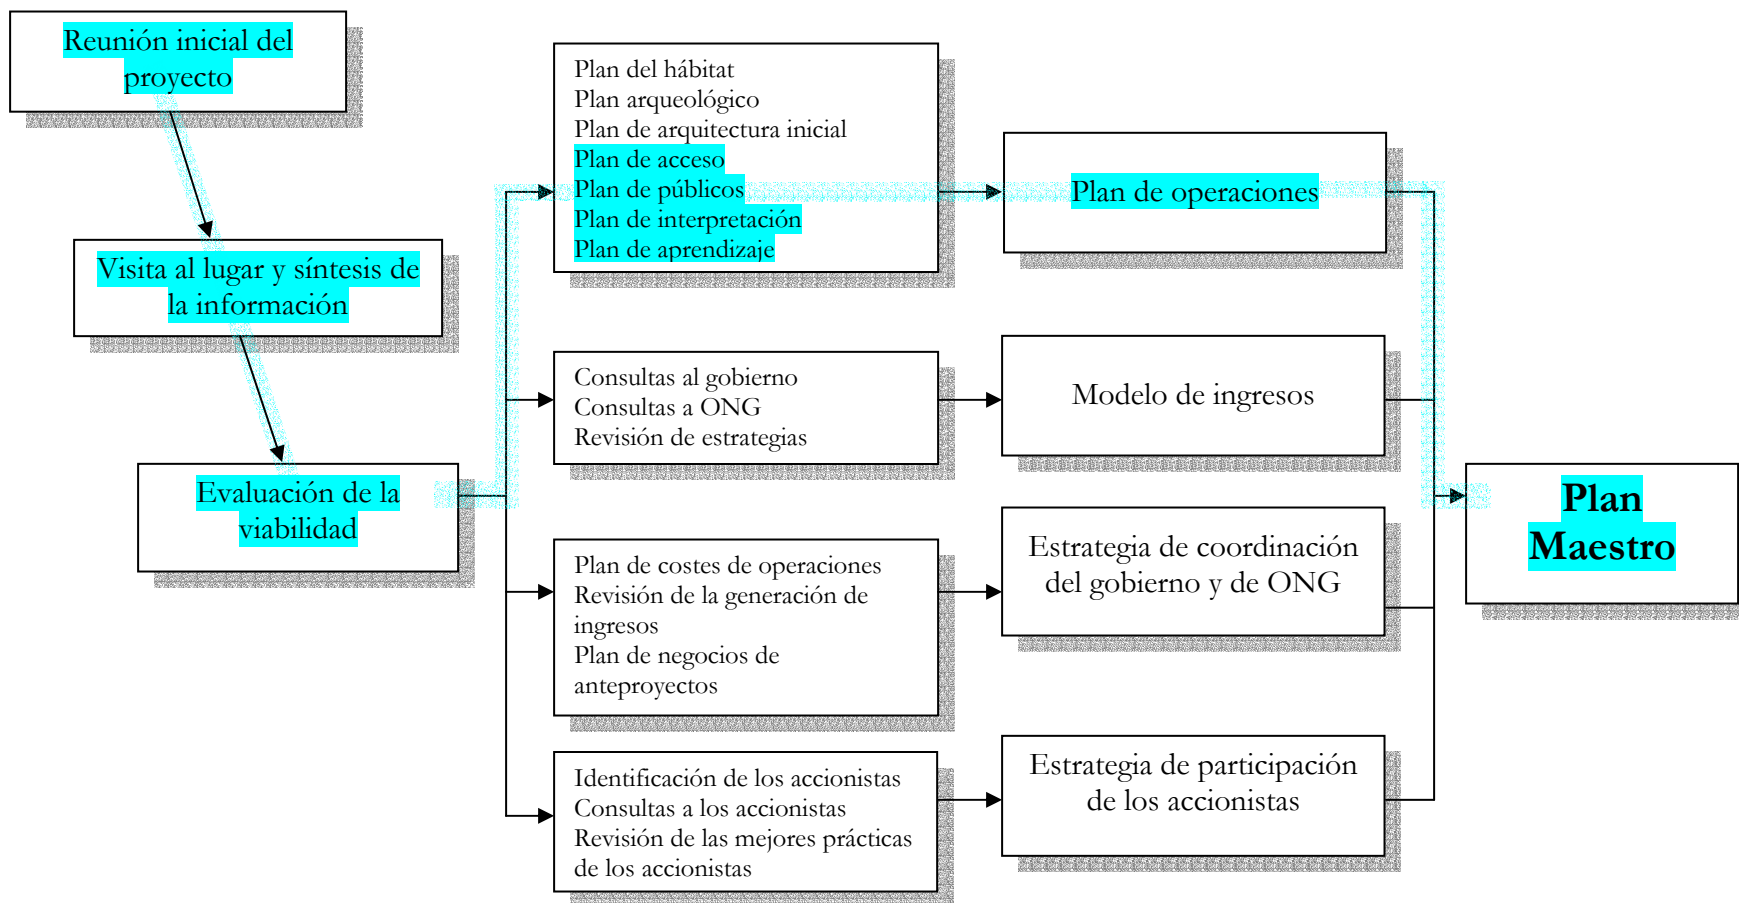 Reunión inicial del
proyecto
Visita al lugar y síntesis de
la información
Evaluación de la
viabilidad
Plan del hábitat
Plan arqueológico
Plan de arquitectura inicial
Plan de acceso
Plan de públicos
Plan de interpretación
Plan de aprendizaje
Plan de operaciones
Consultas al gobierno
Consultas a ONG
Revisión de estrategias
Modelo de ingresos
Plan de costes de operaciones
Revisión de la generación de
ingresos
Plan de negocios de
anteproyectos
Estrategia de coordinación
del gobierno y de ONG
Identificación de los accionistas
Consultas a los accionistas
Revisión de las mejores prácticas
de los accionistas
Estrategia de participación
de los accionistas
Plan
Maestro